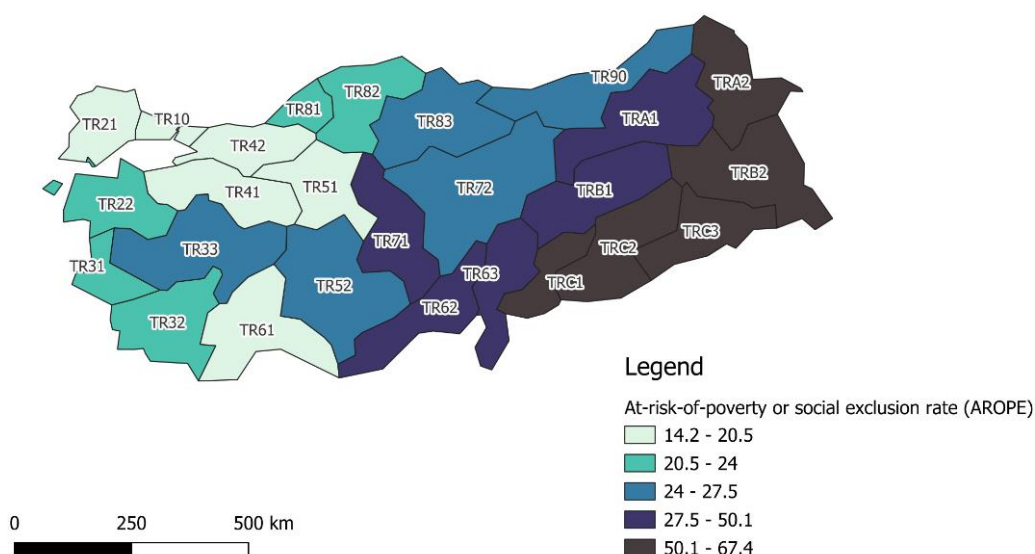 TRA2
TR90
TR10
TR21
TR81
TR82
TR83
TRA1
TR42
TRB2
TR51
TR72
TRB1
TR41
TR22
TRC3
TR71
TRC2
TR33
TR31
TR63
TRC1
TR52
TR62
TR32
TR61
Legend
At-risk-of-poverty or social exclusion rate (AROPE)
14.2 - 20.5
20.5 - 24
24 - 27.5
27.5 - 50.1
50.1 - 67.4
0 250 500 km